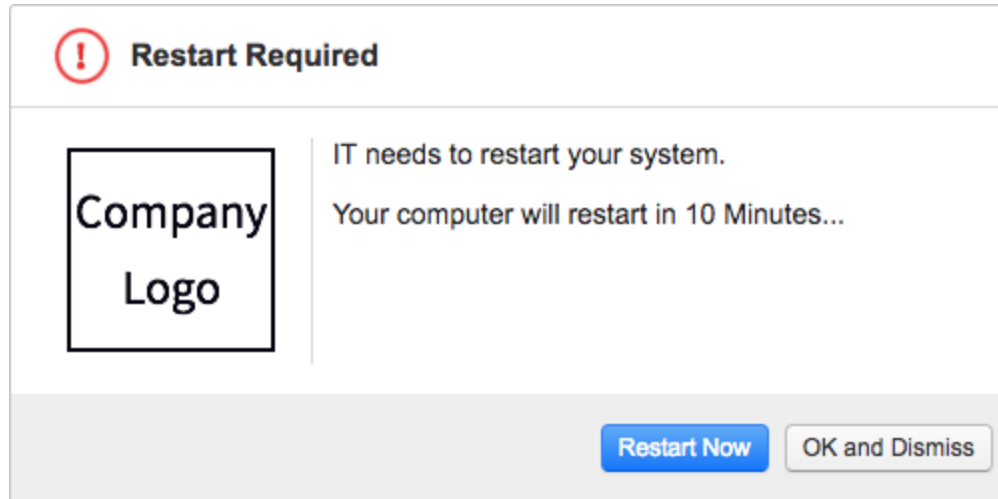 Restart Required
IT needs to restart your system.
Your computer will restart in 10 Minutes...
Company
Logo
Restart Now
OK and Dismiss